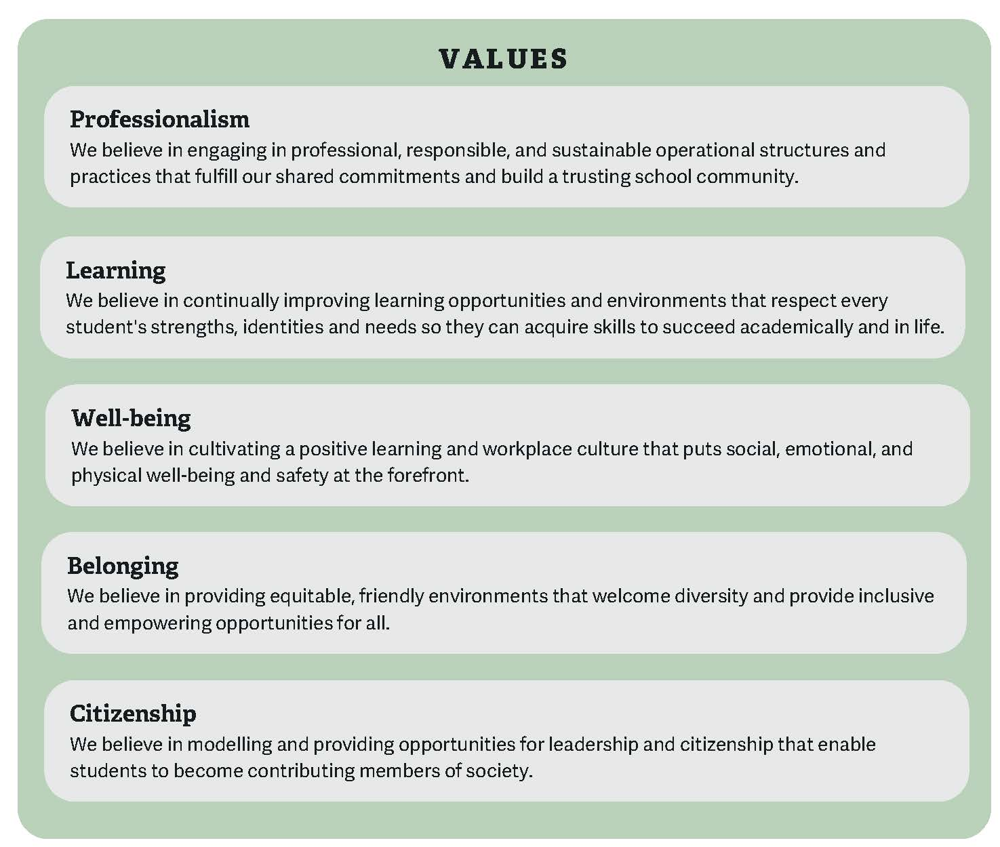 VALUES
Professionalism
We believe in engaging in professional, responsible, and sustainable operational structures and
practices that fulfill our shared commitments and build a trusting school community.
Learning
We believe in continually improving learning opportunities and environments that respect every
student's strengths, identities and needs so they can acquire skills to succeed academically and in life.
Well-being
We believe in cultivating a positive learning and workplace culture that puts social, emotional, and
physical well-being and safety at the forefront.
Belonging
We believe in providing equitable, friendly environments that welcome diversity and provide inclusive
and empowering opportunities for all.
Citizenship
We believe in modelling and providing opportunities for leadership and citizenship that enable
students to become contributing members of society.